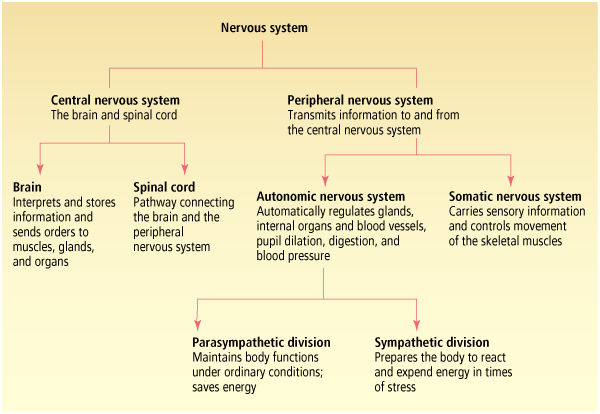 Nervous system
Central nervous system
The brain and spinal cord
Peripheral nervous system
Transmits information to and from
the central nervous system
Brain
Interprets and stores
information and
sends orders to
muscles, glands,
and organs
Spinal cord
Pathway connecting
the brain and the
peripheral
nervous system
Autonomic nervous system
Automatically regulates glands,
internal organs and blood vessels,
pupil dilation, digestion, and
blood pressure
Somatic nervous system
Carries sensory information
and controls movement
of the skeletal muscles
Parasympathetic division
Maintains body functions
under ordinary conditions;
saves energy
Sympathetic division
Prepares the body to react
and expend energy in times
of stress